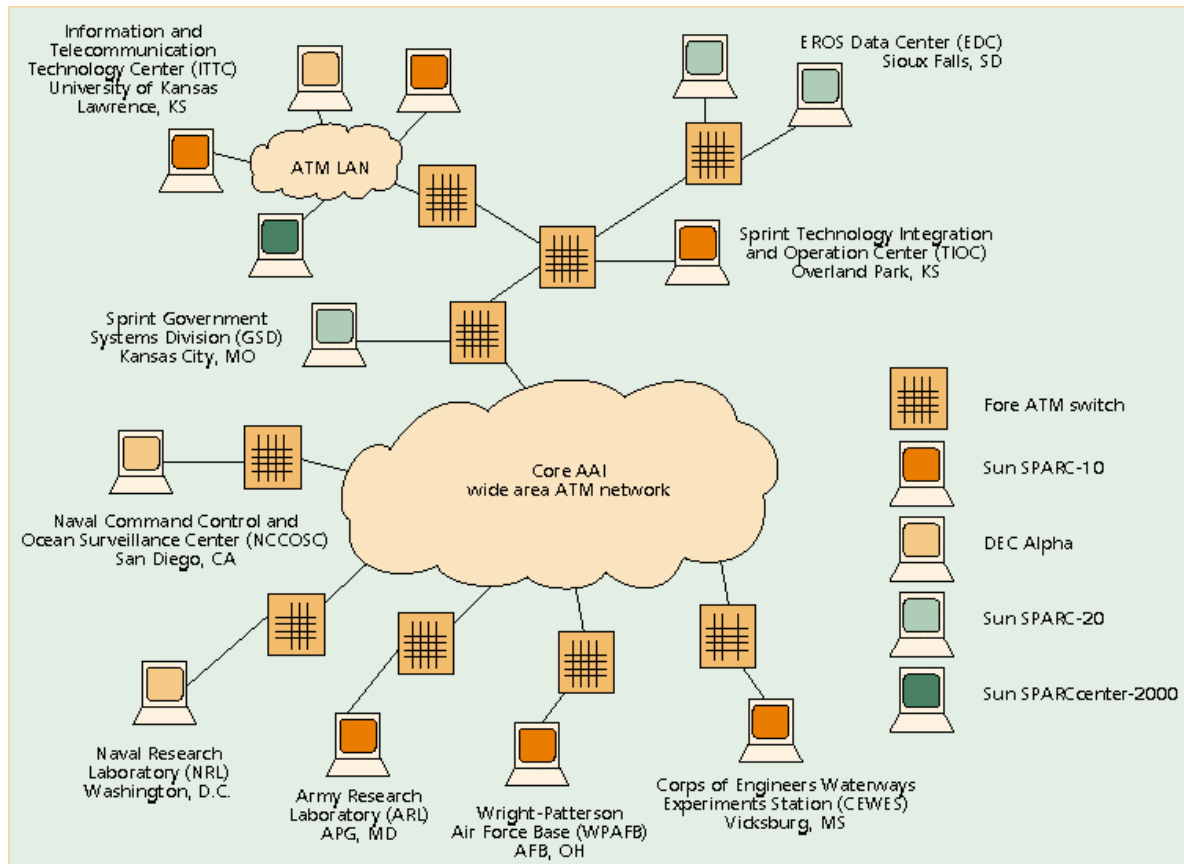 Information and
Telecommunication
Technology Center (ITTC)
University of Kansas
Lawrence, KS
EROS Data Center (EDC)
Sioux Falls, SD
ATM LAN
Sprint Technology Integration
and Operation Center (TIOC)
Overland Park, KS
Sprint Government
Systems Division (GSD)
Kansas City, MO
Core AAI
wide area ATM network
Naval Command Control and
Ocean Surveillance Center (NCCOSC)
San Diego, CA
Naval Research
Laboratory (NRL)
Washington, D.C.
Army Research
Laboratory (ARL)
APG, MD
Wright-Patterson
Air Force Base (WPAFB)
AFB, OH
Corps of Engineers Waterways
Experiments Station (CEWES)
Vicksburg, MS
Fore ATM switch
Sun SPARC-10
DEC Alpha
Sun SPARC-20
Sun SPARCcenter-2000